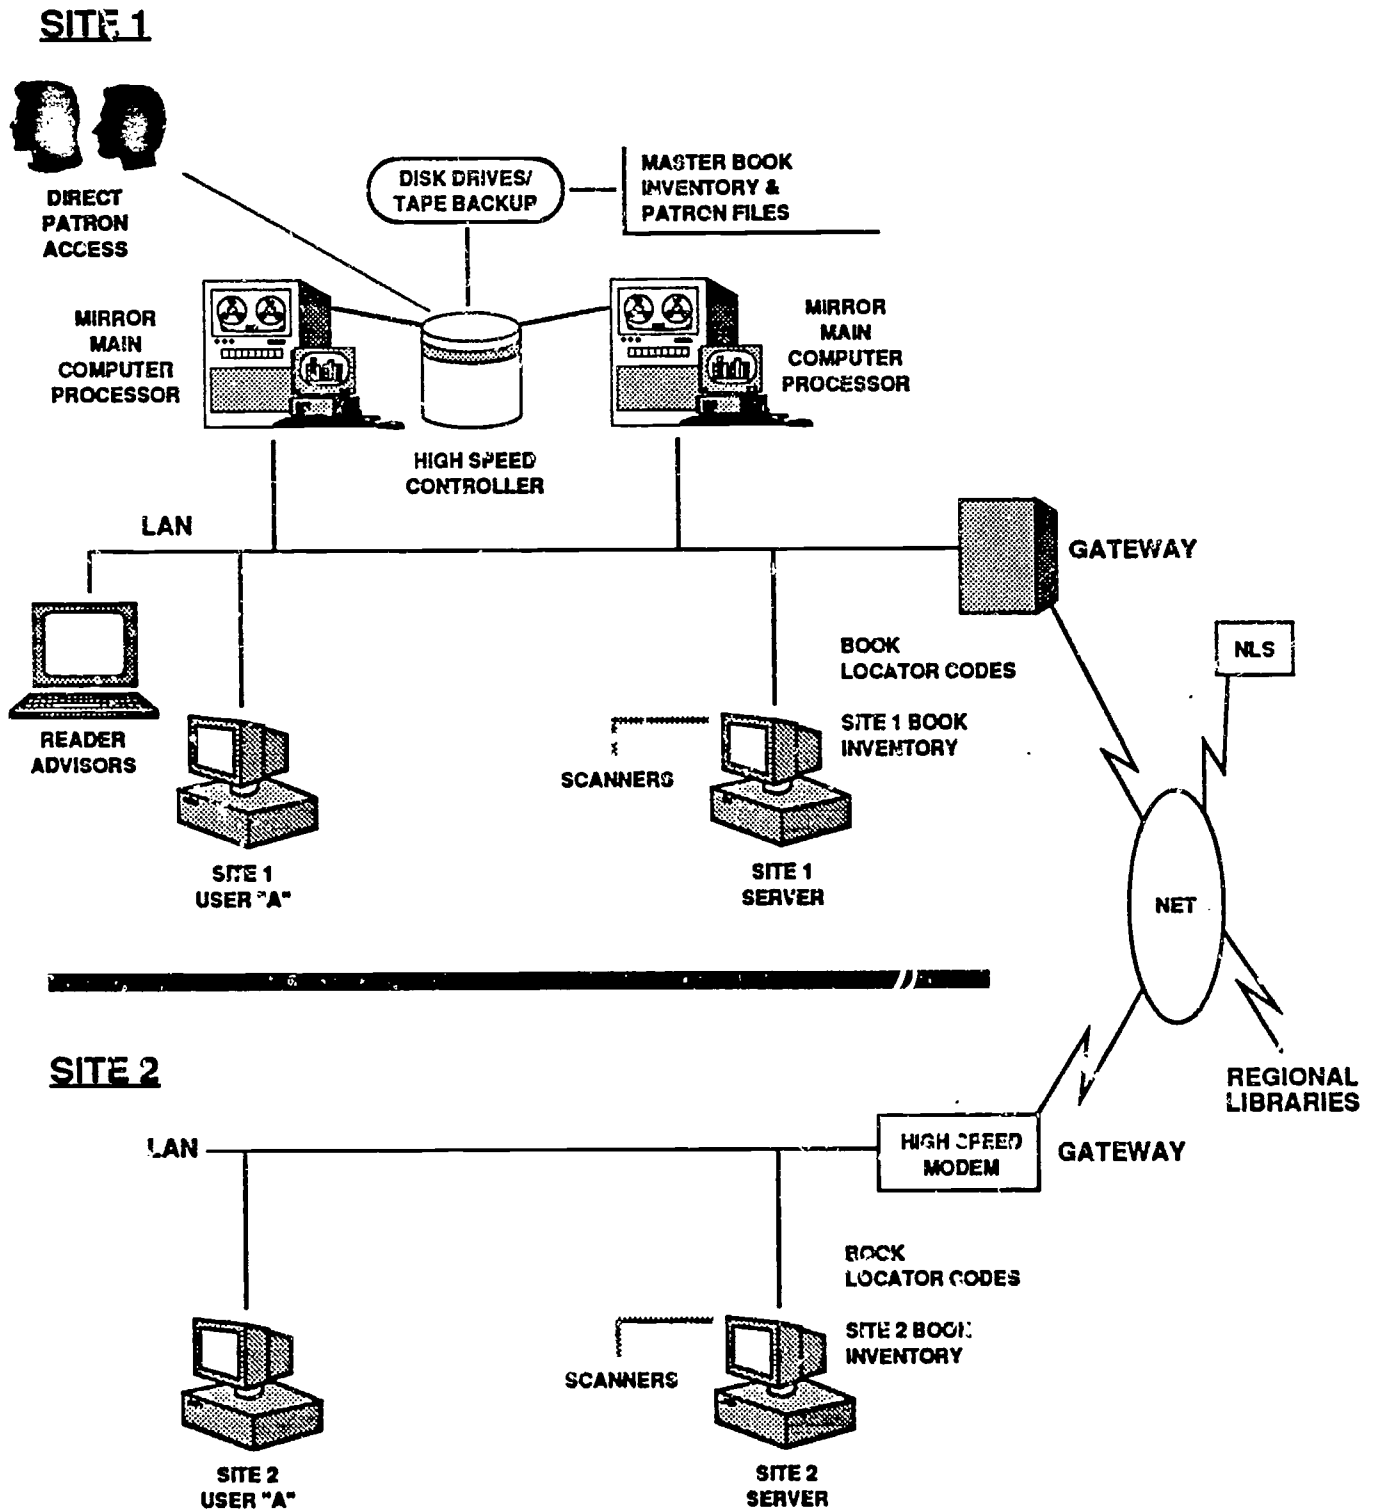 SITE 1
DIRECT
PATRON
ACCESS
DISK DRIVES/
TAPE BACKUP
MASTER BOOK
INVENTORY &
PATRON FILES
MIRROR
MAIN
COMPUTER
PROCESSOR
MIRROR
MAIN
COMPUTER
PROCESSOR
HIGH SPEED
CONTROLLER
LAN
GATEWAY
READER
ADVISORS
BOOK
LOCATOR CODES
SITE 1 BOOK
INVENTORY
SCANNERS
NLS
SITE 1
USER "A"
SITE 1
SERVER
NET
REGIONAL
LIBRARIES
SITE 2
LAN
HIGH SPEED
MODEM
GATEWAY
BOOK
LOCATOR CODES
SITE 2 BOOK
INVENTORY
SCANNERS
SITE 2
USER "A"
SITE 2
SERVER